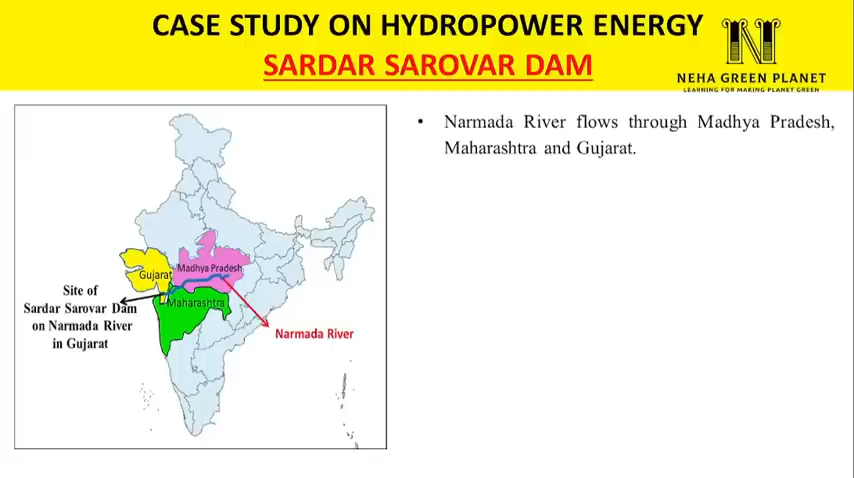 CASE STUDY ON HYDROPOWER ENERGY
SARDAR SAROVAR DAM
N
NEHA GREEN PLANET
LEARNING FOR MAKING PLANET GREEN
• Narmada River flows through Madhya Pradesh,
Maharashtra and Gujarat.
Gujarat
Madhya Pradesh
Maharashtra
Site of
Sardar Sarovar Dam
on Narmada River
in Gujarat
Narmada River